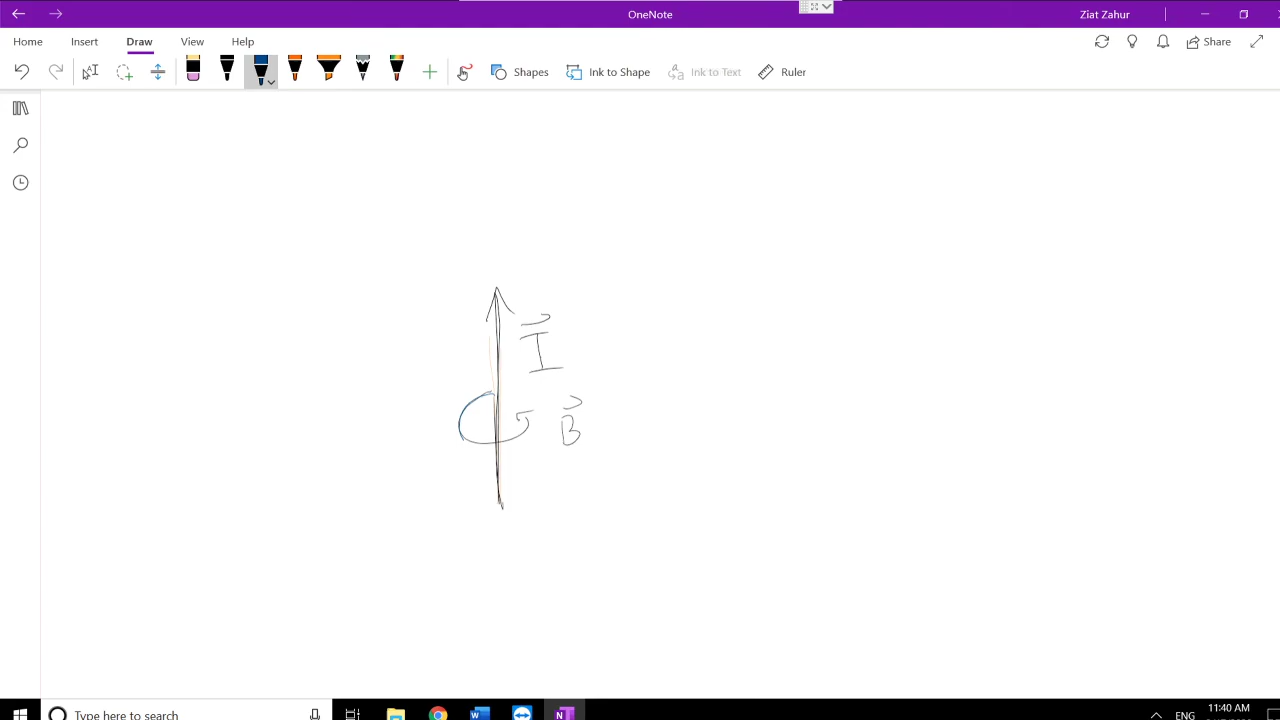 OneNote
Ziat Zahur
Home Insert Draw View Help
Share
Shapes Ink to Shape Ink to Text Ruler
I
B
Type here to search
ENG
11:40 AM